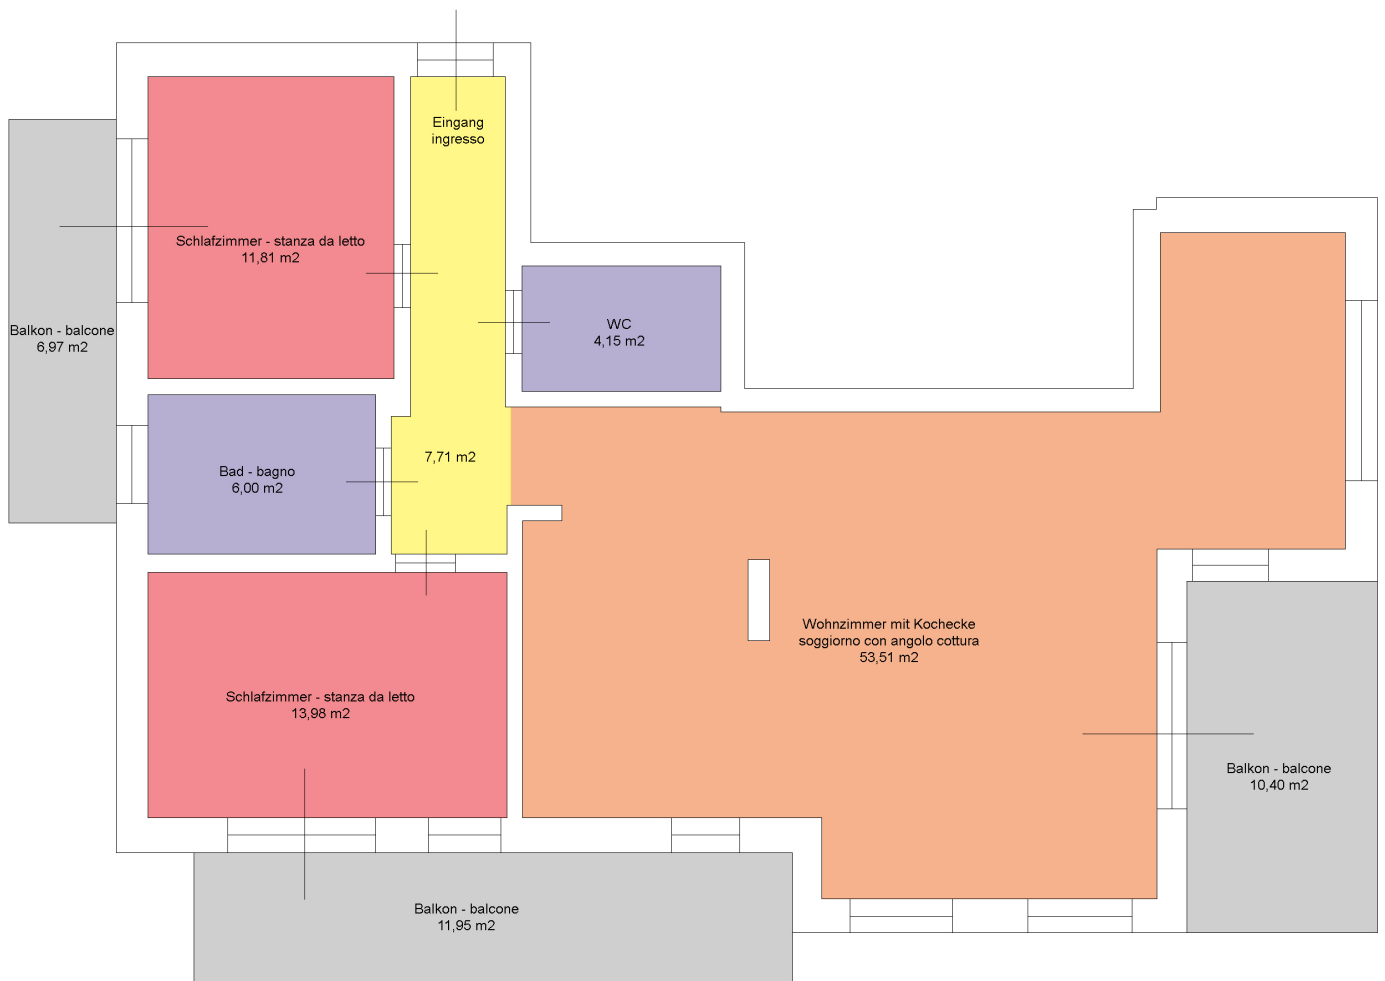 Eingang
ingresso
Schlafzimmer - stanza da letto
11,81 m2
Balkon - balcone
6,97 m2
WC
4,15 m2
7,71 m2
Bad - bagno
6,00 m2
Wohnzimmer mit Kochecke
soggiorno con angolo cottura
53,51 m2
Schlafzimmer - stanza da letto
13,98 m2
Balkon - balcone
10,40 m2
Balkon - balcone
11,95 m2